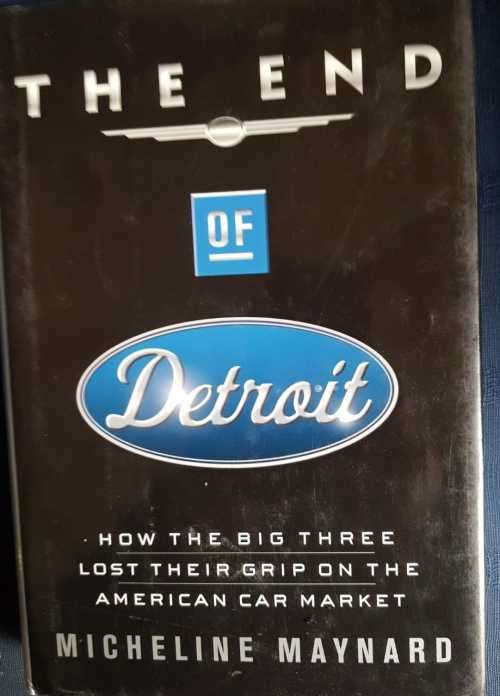 THE END
OF
Detroit
HOW THE BIG THREE
LOST THEIR GRIP ON THE
AMERICAN CAR MARKET
MICHELINE MAYNARD